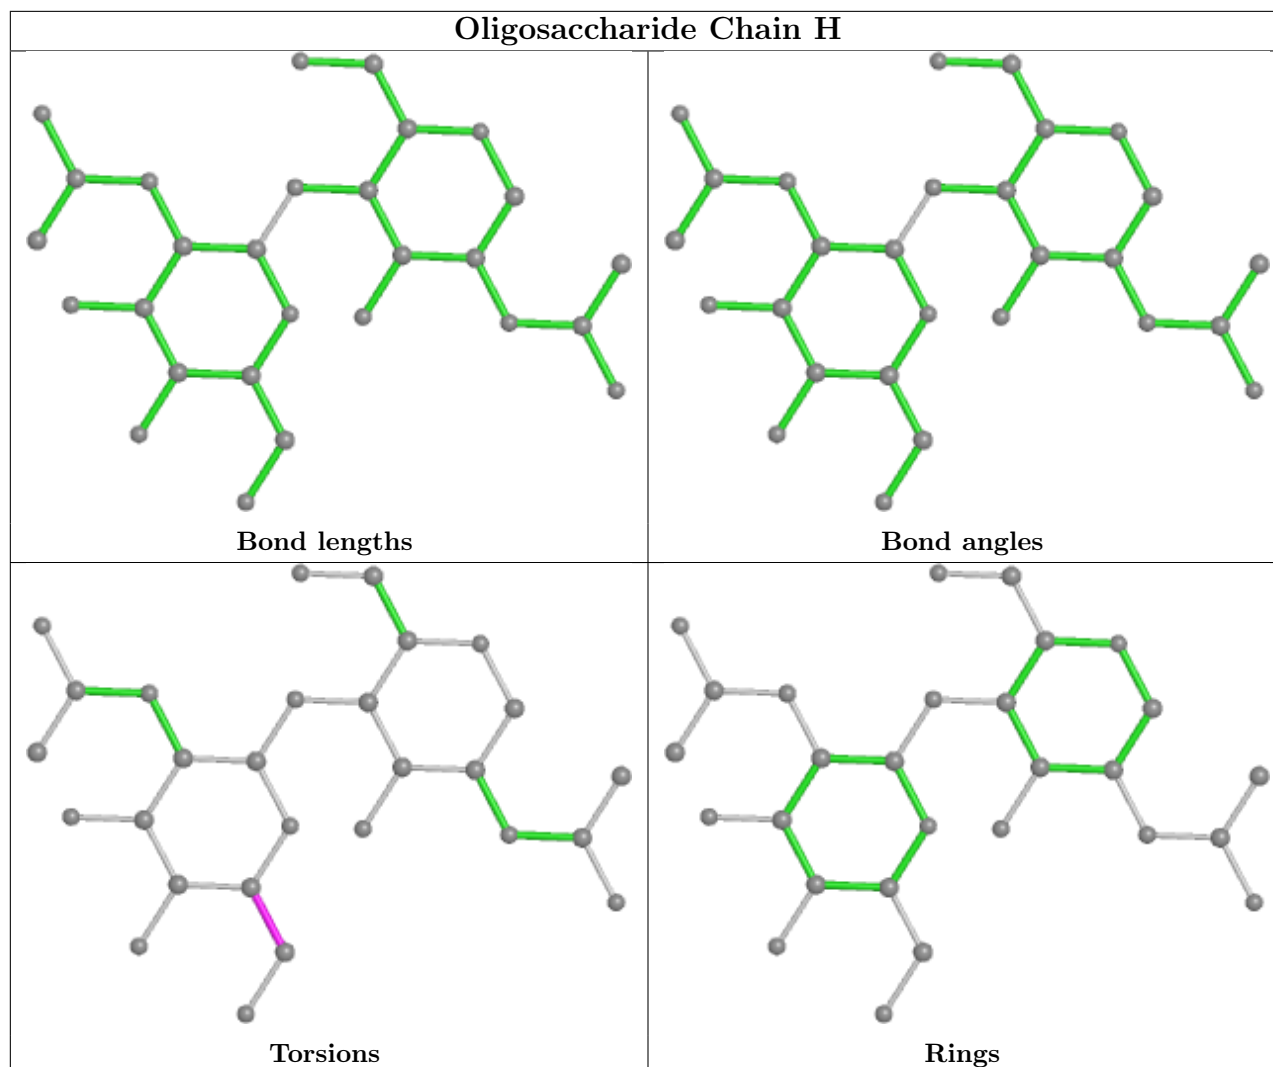 Oligosaccharide Chain H
Bond lengths
Bond angles
Torsions
Rings